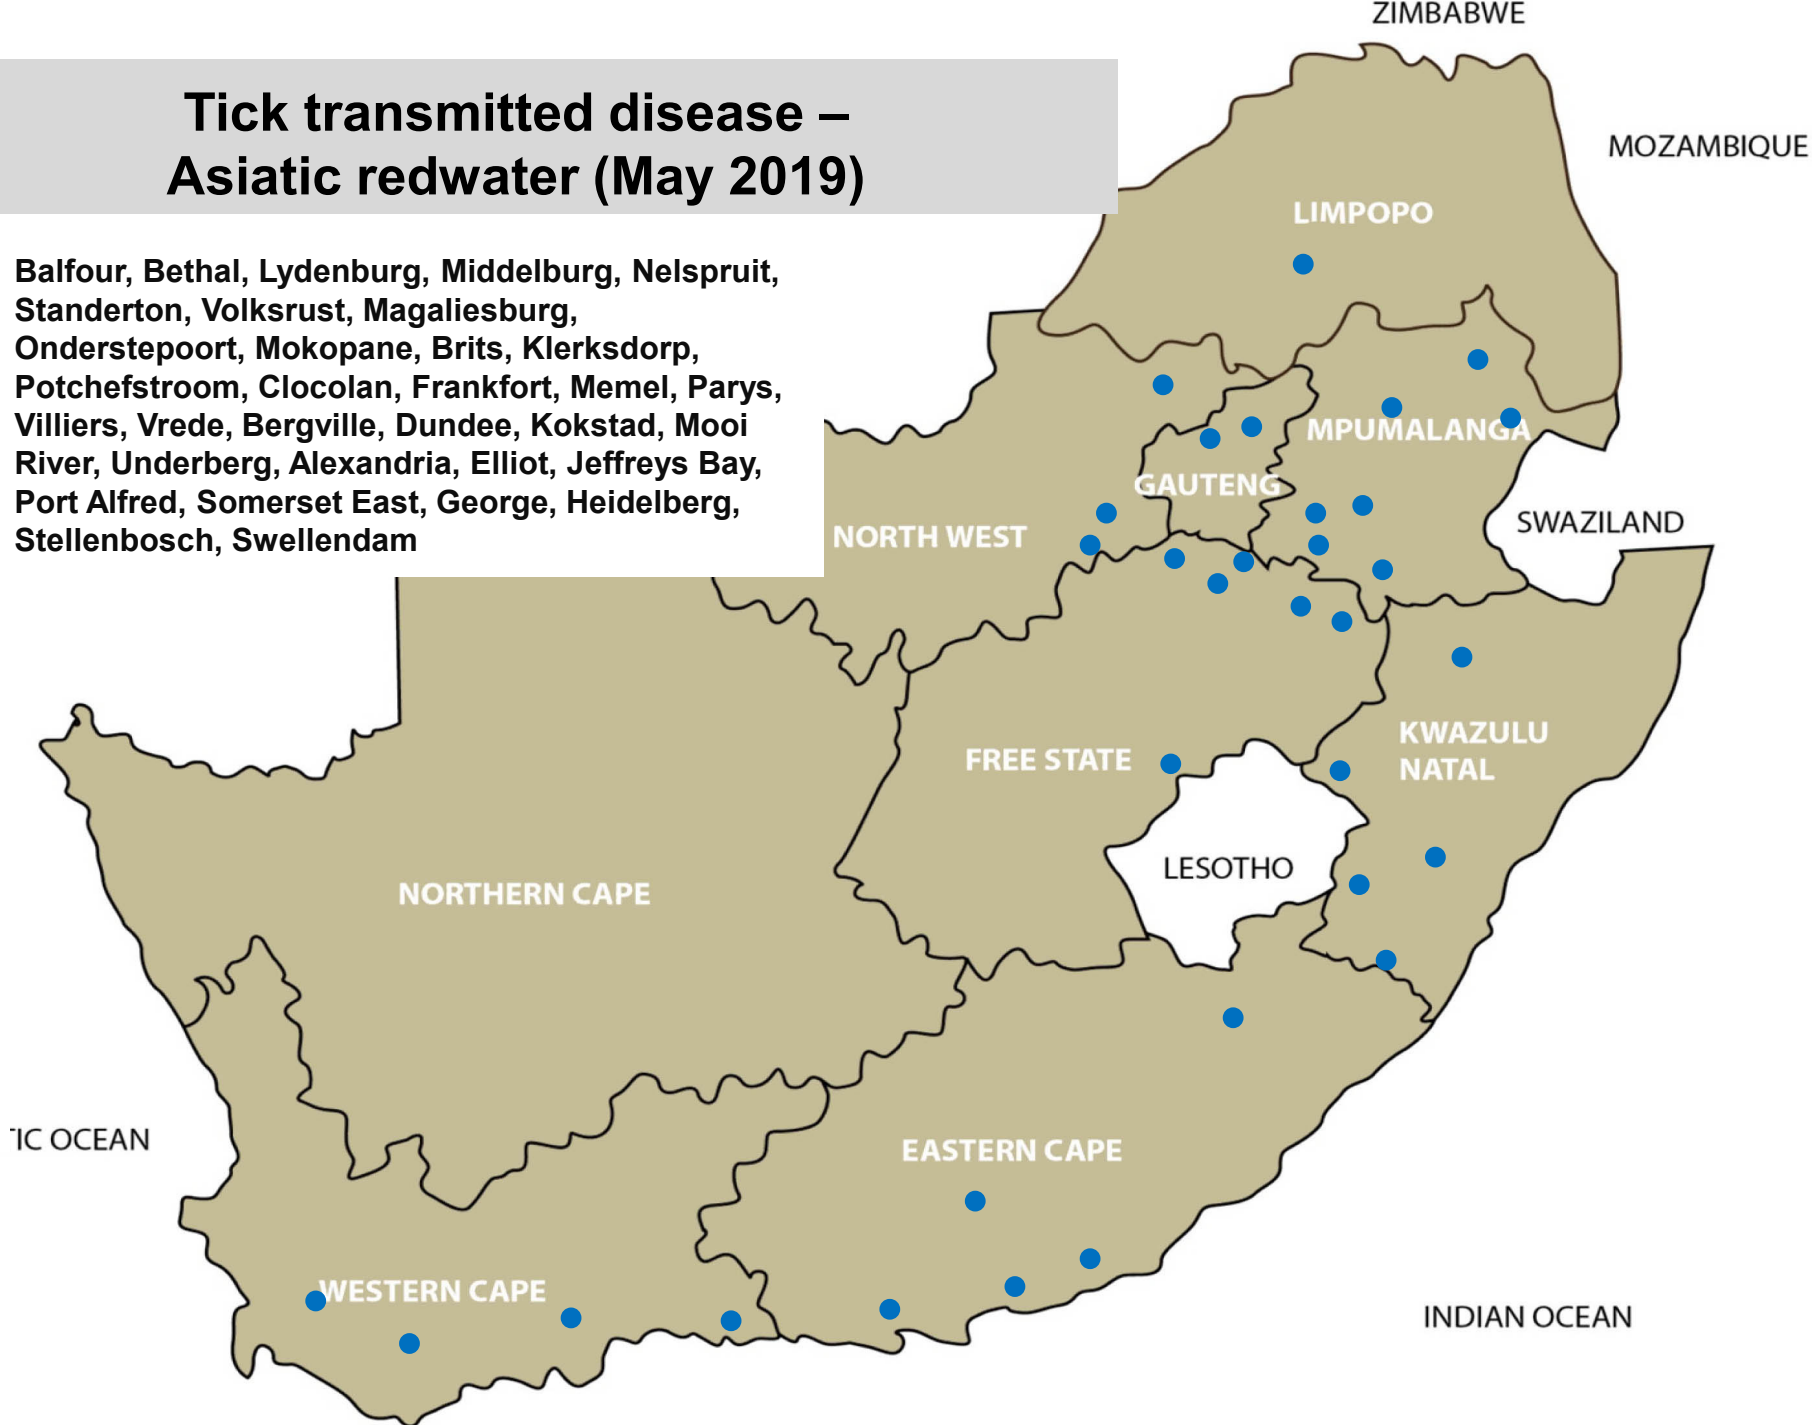 ZIMBABWE
Tick transmitted disease –
Asiatic redwater (May 2019)
MOZAMBIQUE
LIMPOPO
Balfour, Bethal, Lydenburg, Middelburg, Nelspruit,
Standerton, Volksrust, Magaliesburg,
Onderstepoort, Mokopane, Brits, Klerksdorp,
Potchefstroom, Clocolan, Frankfort, Memel, Parys,
Villiers, Vrede, Bergville, Dundee, Kokstad, Mooi
River, Underberg, Alexandria, Elliot, Jeffreys Bay,
Port Alfred, Somerset East, George, Heidelberg,
Stellenbosch, Swellendam
MPUMALANGA
GAUTENG
SWAZILAND
NORTH WEST
KWAZULU
NATAL
FREE STATE
LESOTHO
NORTHERN CAPE
TIC OCEAN
EASTERN CAPE
WESTERN CAPE
INDIAN OCEAN